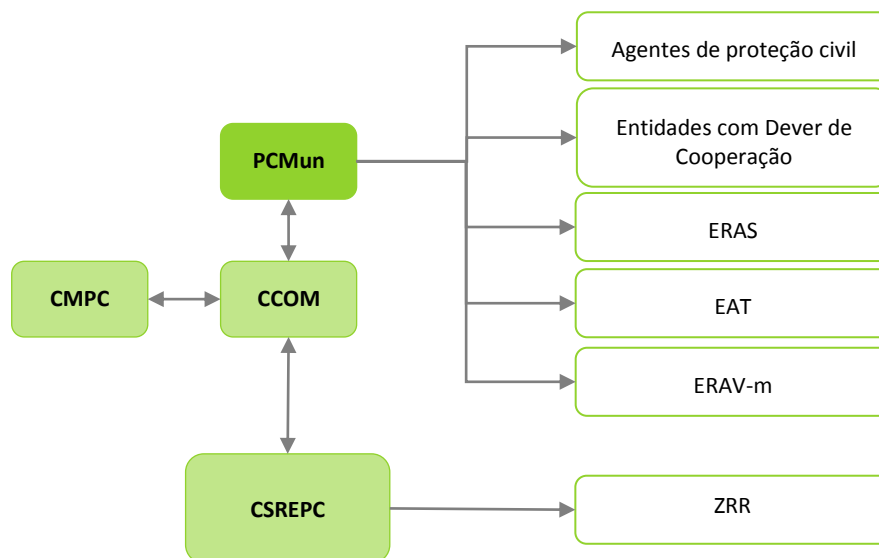 Agentes de proteção civil
Entidades com Dever de
Cooperação
PCMun
ERAS
CMPC
CCOM
EAT
ERAV-m
CSREPC
ZRR